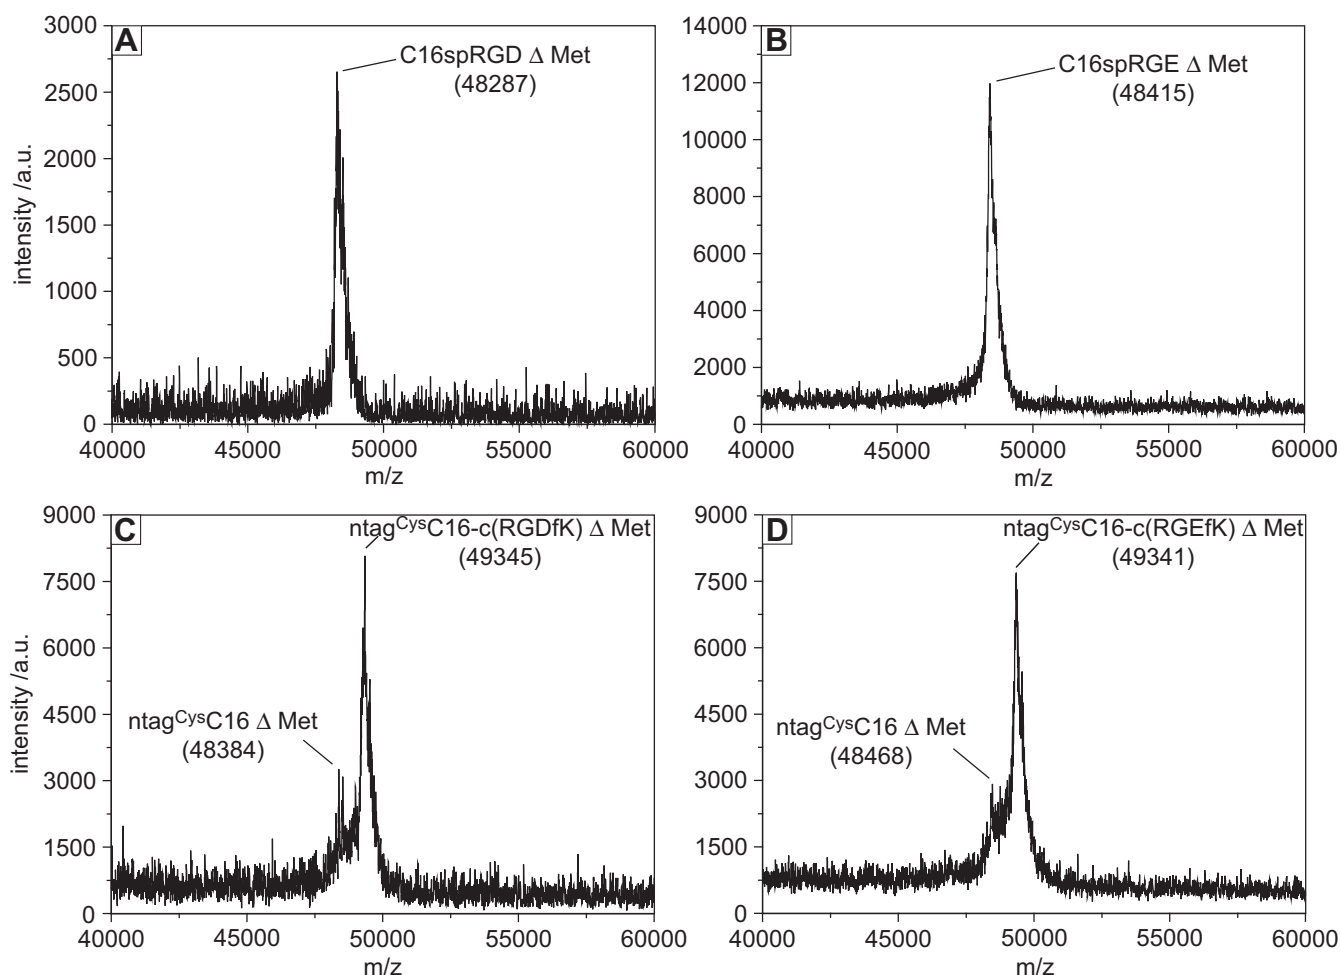 A
C16spRGD Δ Met
(48287)
3000
2500
2000
1500
1000
500
0
intensity /a.u.
40000 45000 50000 55000 60000
m/z
B
C16spRGE Δ Met
(48415)
14000
12000
10000
8000
6000
4000
2000
0
40000 45000 50000 55000 60000
m/z
C
ntagCysC16-c(RGDfK) Δ Met
(49345)
ntagCysC16 Δ Met
(48384)
9000
7500
6000
4500
3000
1500
0
intensity /a.u.
40000 45000 50000 55000 60000
m/z
D
ntagCysC16-c(RGEfK) Δ Met
(49341)
ntagCysC16 Δ Met
(48468)
9000
7500
6000
4500
3000
1500
0
40000 45000 50000 55000 60000
m/z